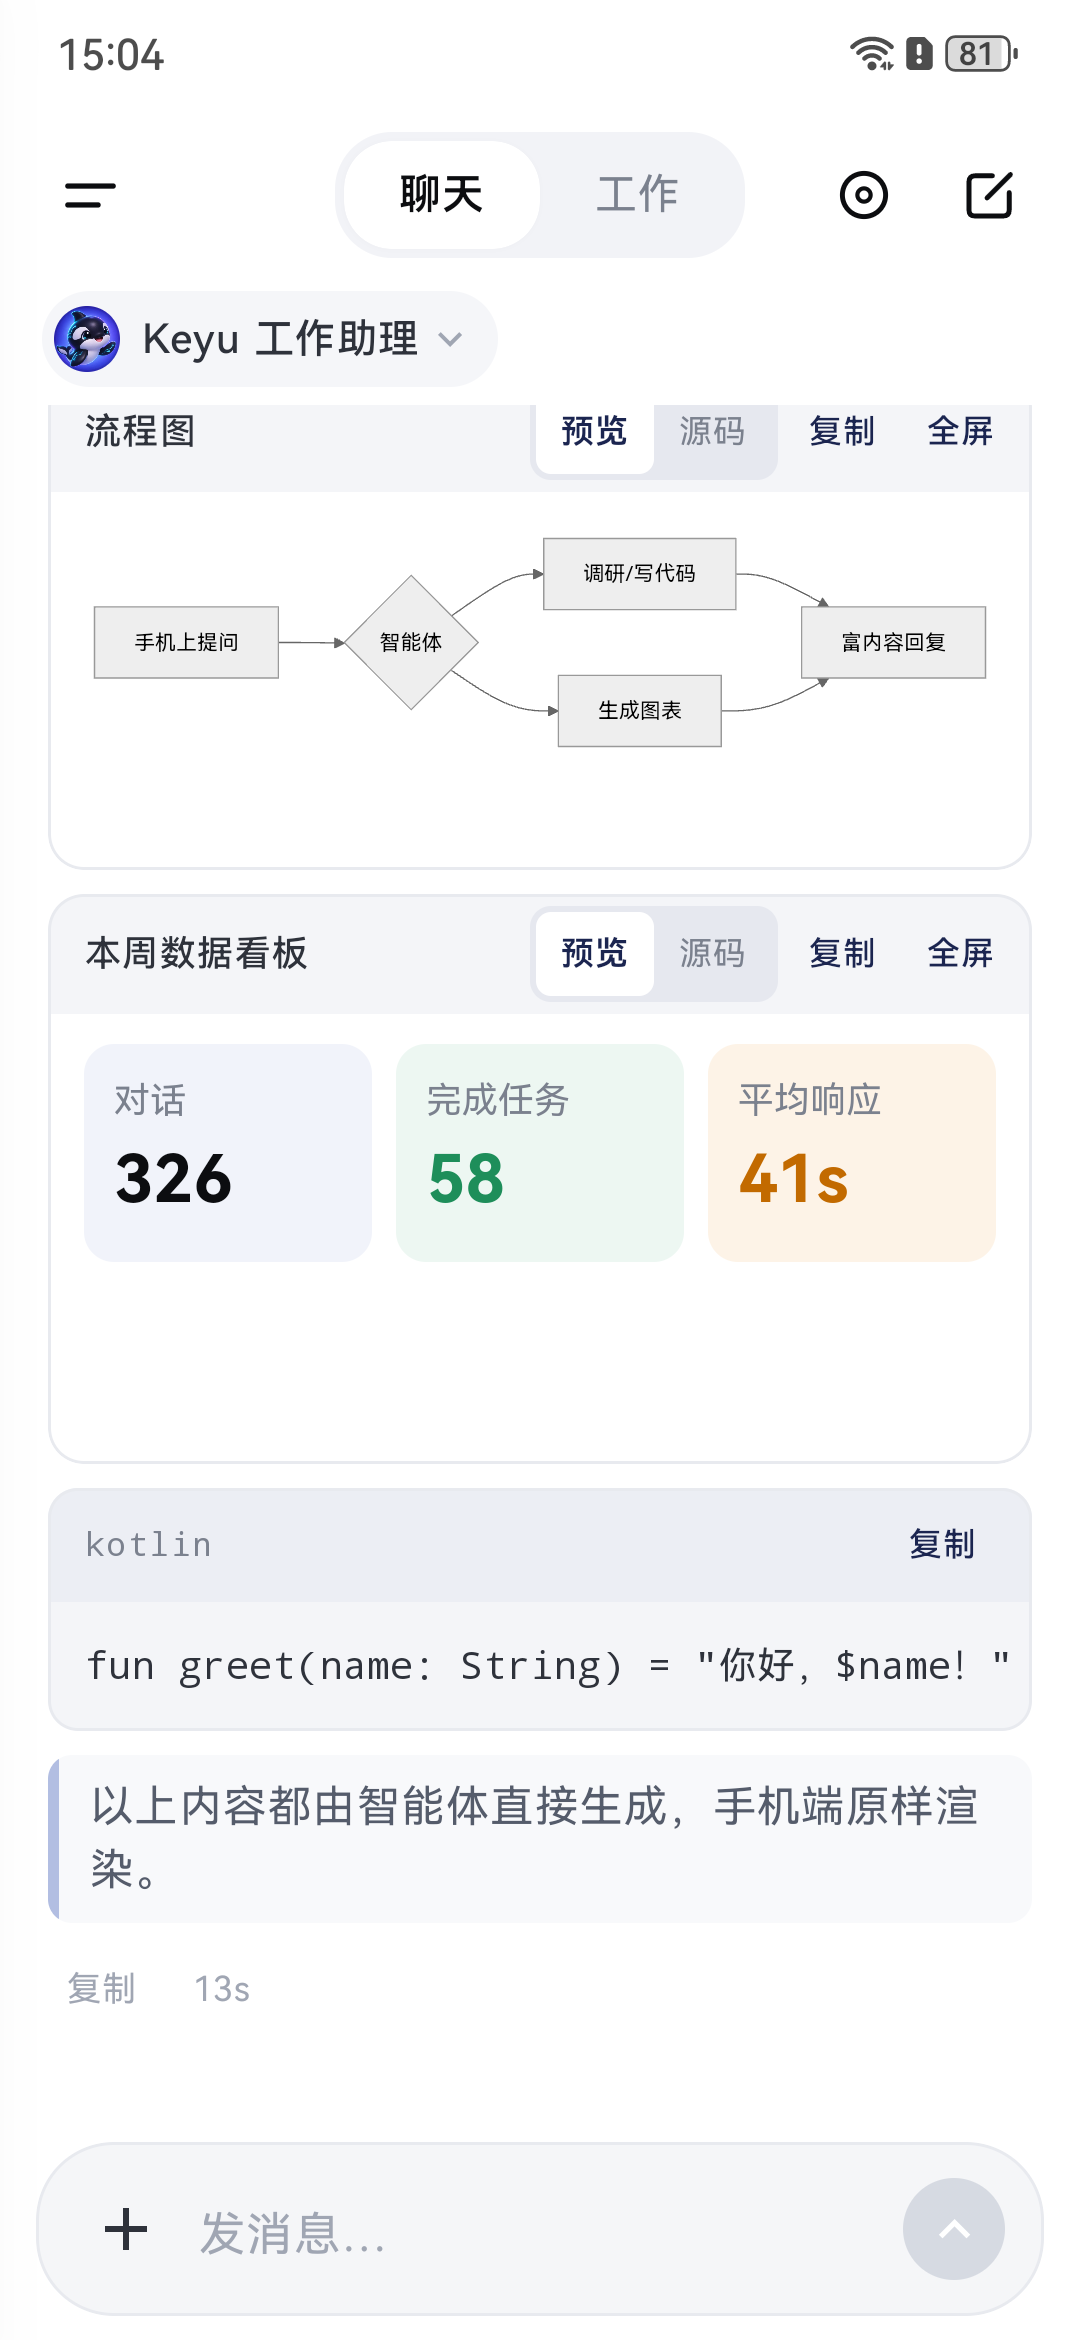 15:04
81
聊天 工作
Keyu 工作助理
流程图 预览 源码 复制 全屏
手机上提问
智能体
调研/写代码
生成图表
富内容回复
本周数据看板 预览 源码 复制 全屏
对话 完成任务 平均响应
326 58 41s
kotlin 复制
fun greet(name: String) = "你好，$name！"
以上内容都由智能体直接生成，手机端原样渲
染。
复制 13s
发消息...